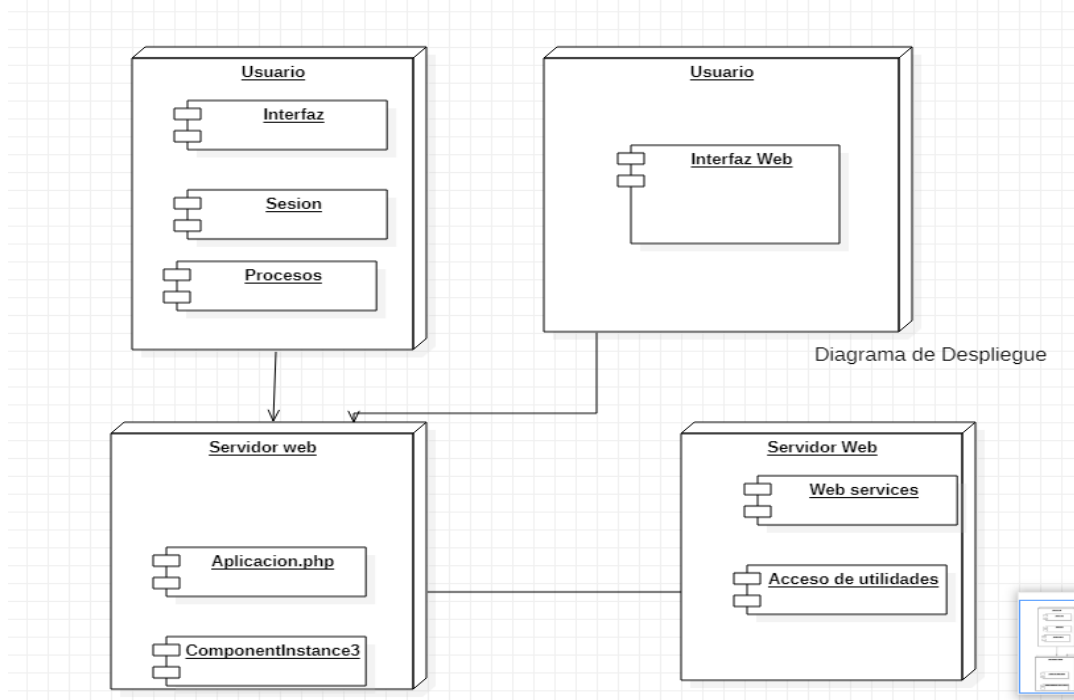 Usuario
Interfaz
Sesion
Procesos
Usuario
Interfaz Web
Diagrama de Despliegue
Servidor web
Aplicacion.php
ComponentInstance3
Servidor Web
Web services
Acceso de utilidades